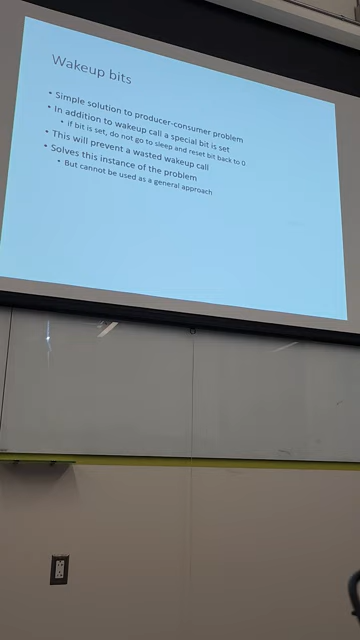 Wakeup bits
• Simple solution to producer-consumer problem
• In addition to wakeup call a special bit is set
• if bit is set, do not go to sleep and reset bit back to 0
• This will prevent a wasted wakeup call
• Solves this instance of the problem
• But cannot be used as a general approach